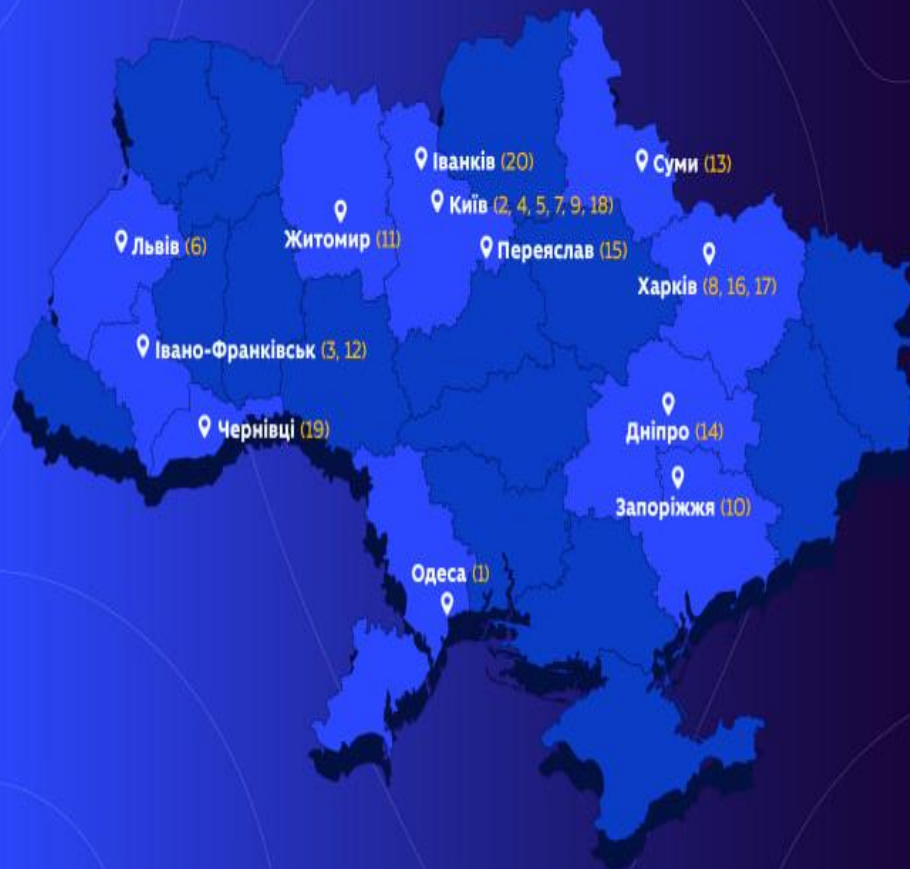 Іванків (20)
Суми (13)
Київ (2, 4, 5, 7, 9, 18)
Львів (6)
Житомир (11)
Переяслав (15)
Харків (8, 16, 17)
Івано-Франківськ (3, 12)
Чернівці (19)
Дніпро (14)
Запоріжжя (10)
Одеса (1)